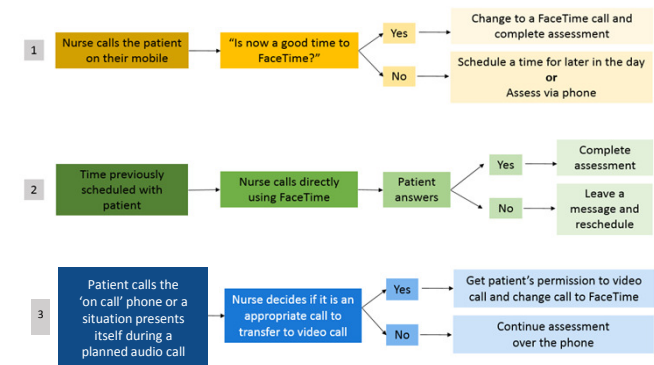 1
Nurse calls the patient
on their mobile
"Is now a good time to
FaceTime?"
Yes
Change to a FaceTime call and
complete assessment
No
Schedule a time for later in the day
or
Assess via phone
2
Time previously
scheduled with
patient
Nurse calls directly
using FaceTime
Patient
answers
Yes
Complete
assessment
No
Leave a
message and
reschedule
3
Patient calls the
‘on call’ phone or a
situation presents
itself during a
planned audio call
Nurse decides if it is an
appropriate call to
transfer to video call
Yes
Get patient’s permission to video
call and change call to FaceTime
No
Continue assessment
over the phone